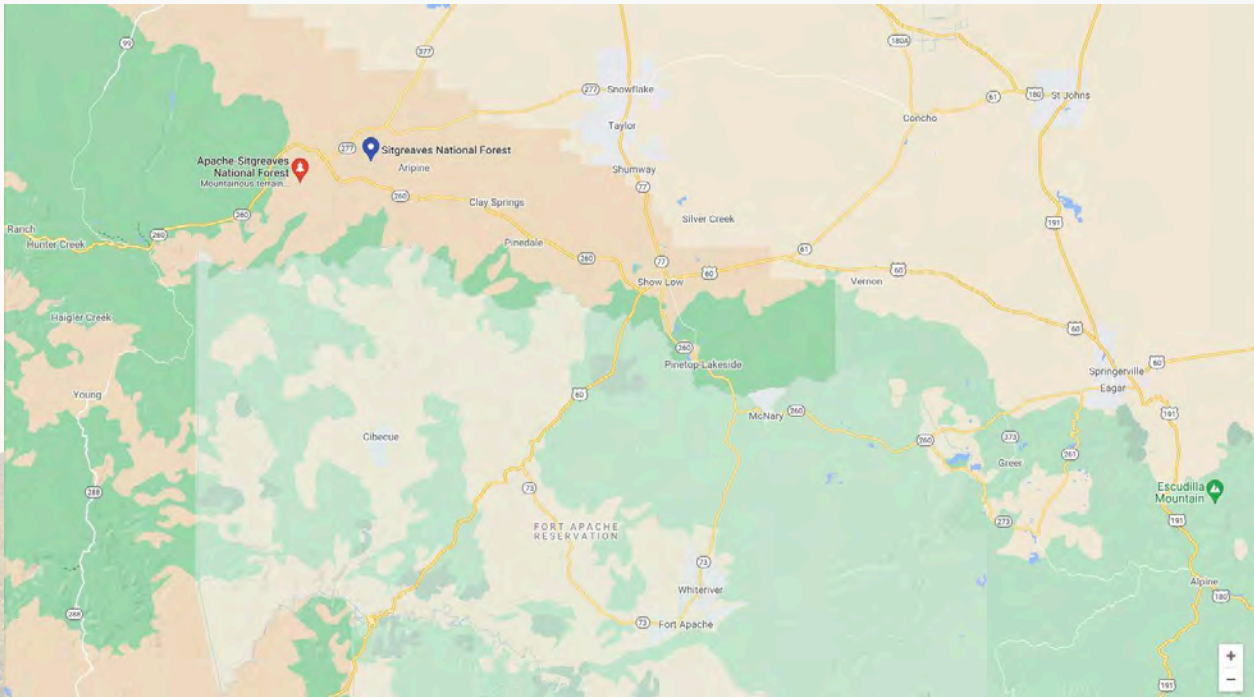 99
377
180A
277
Snowflake
61
180
St Johns
Concho
Taylor
277
Sitgreaves National Forest
Apache-Sitgreaves
National Forest
Mountainous terrain...
Aripine
Shumway
77
260
Clay Springs
260
Silver Creek
Ranch
Hunter Creek
260
Pinedale
260
77
61
191
Show Low
60
60
Vernon
Haigler Creek
60
260
Pinetop-Lakeside
60
Springerville
Eagar
Young
60
McNary
260
191
Cibecue
260
373
261
Greer
288
73
Escudilla
Mountain
FORT APACHE
RESERVATION
273
191
73
Whiteriver
Alpine
180
288
73
Fort Apache
191
+
−